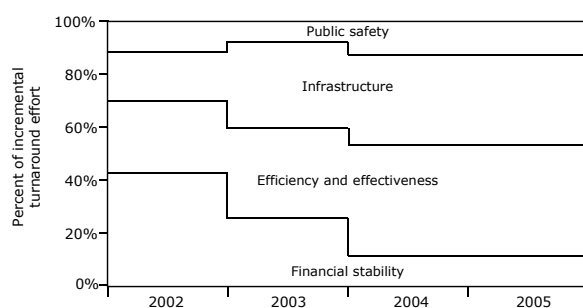 100%
Public safety
80%
Infrastructure
60%
Efficiency and effectiveness
40%
20%
Financial stability
0%
2002 2003 2004 2005
Percent of incremental
turnaround effort